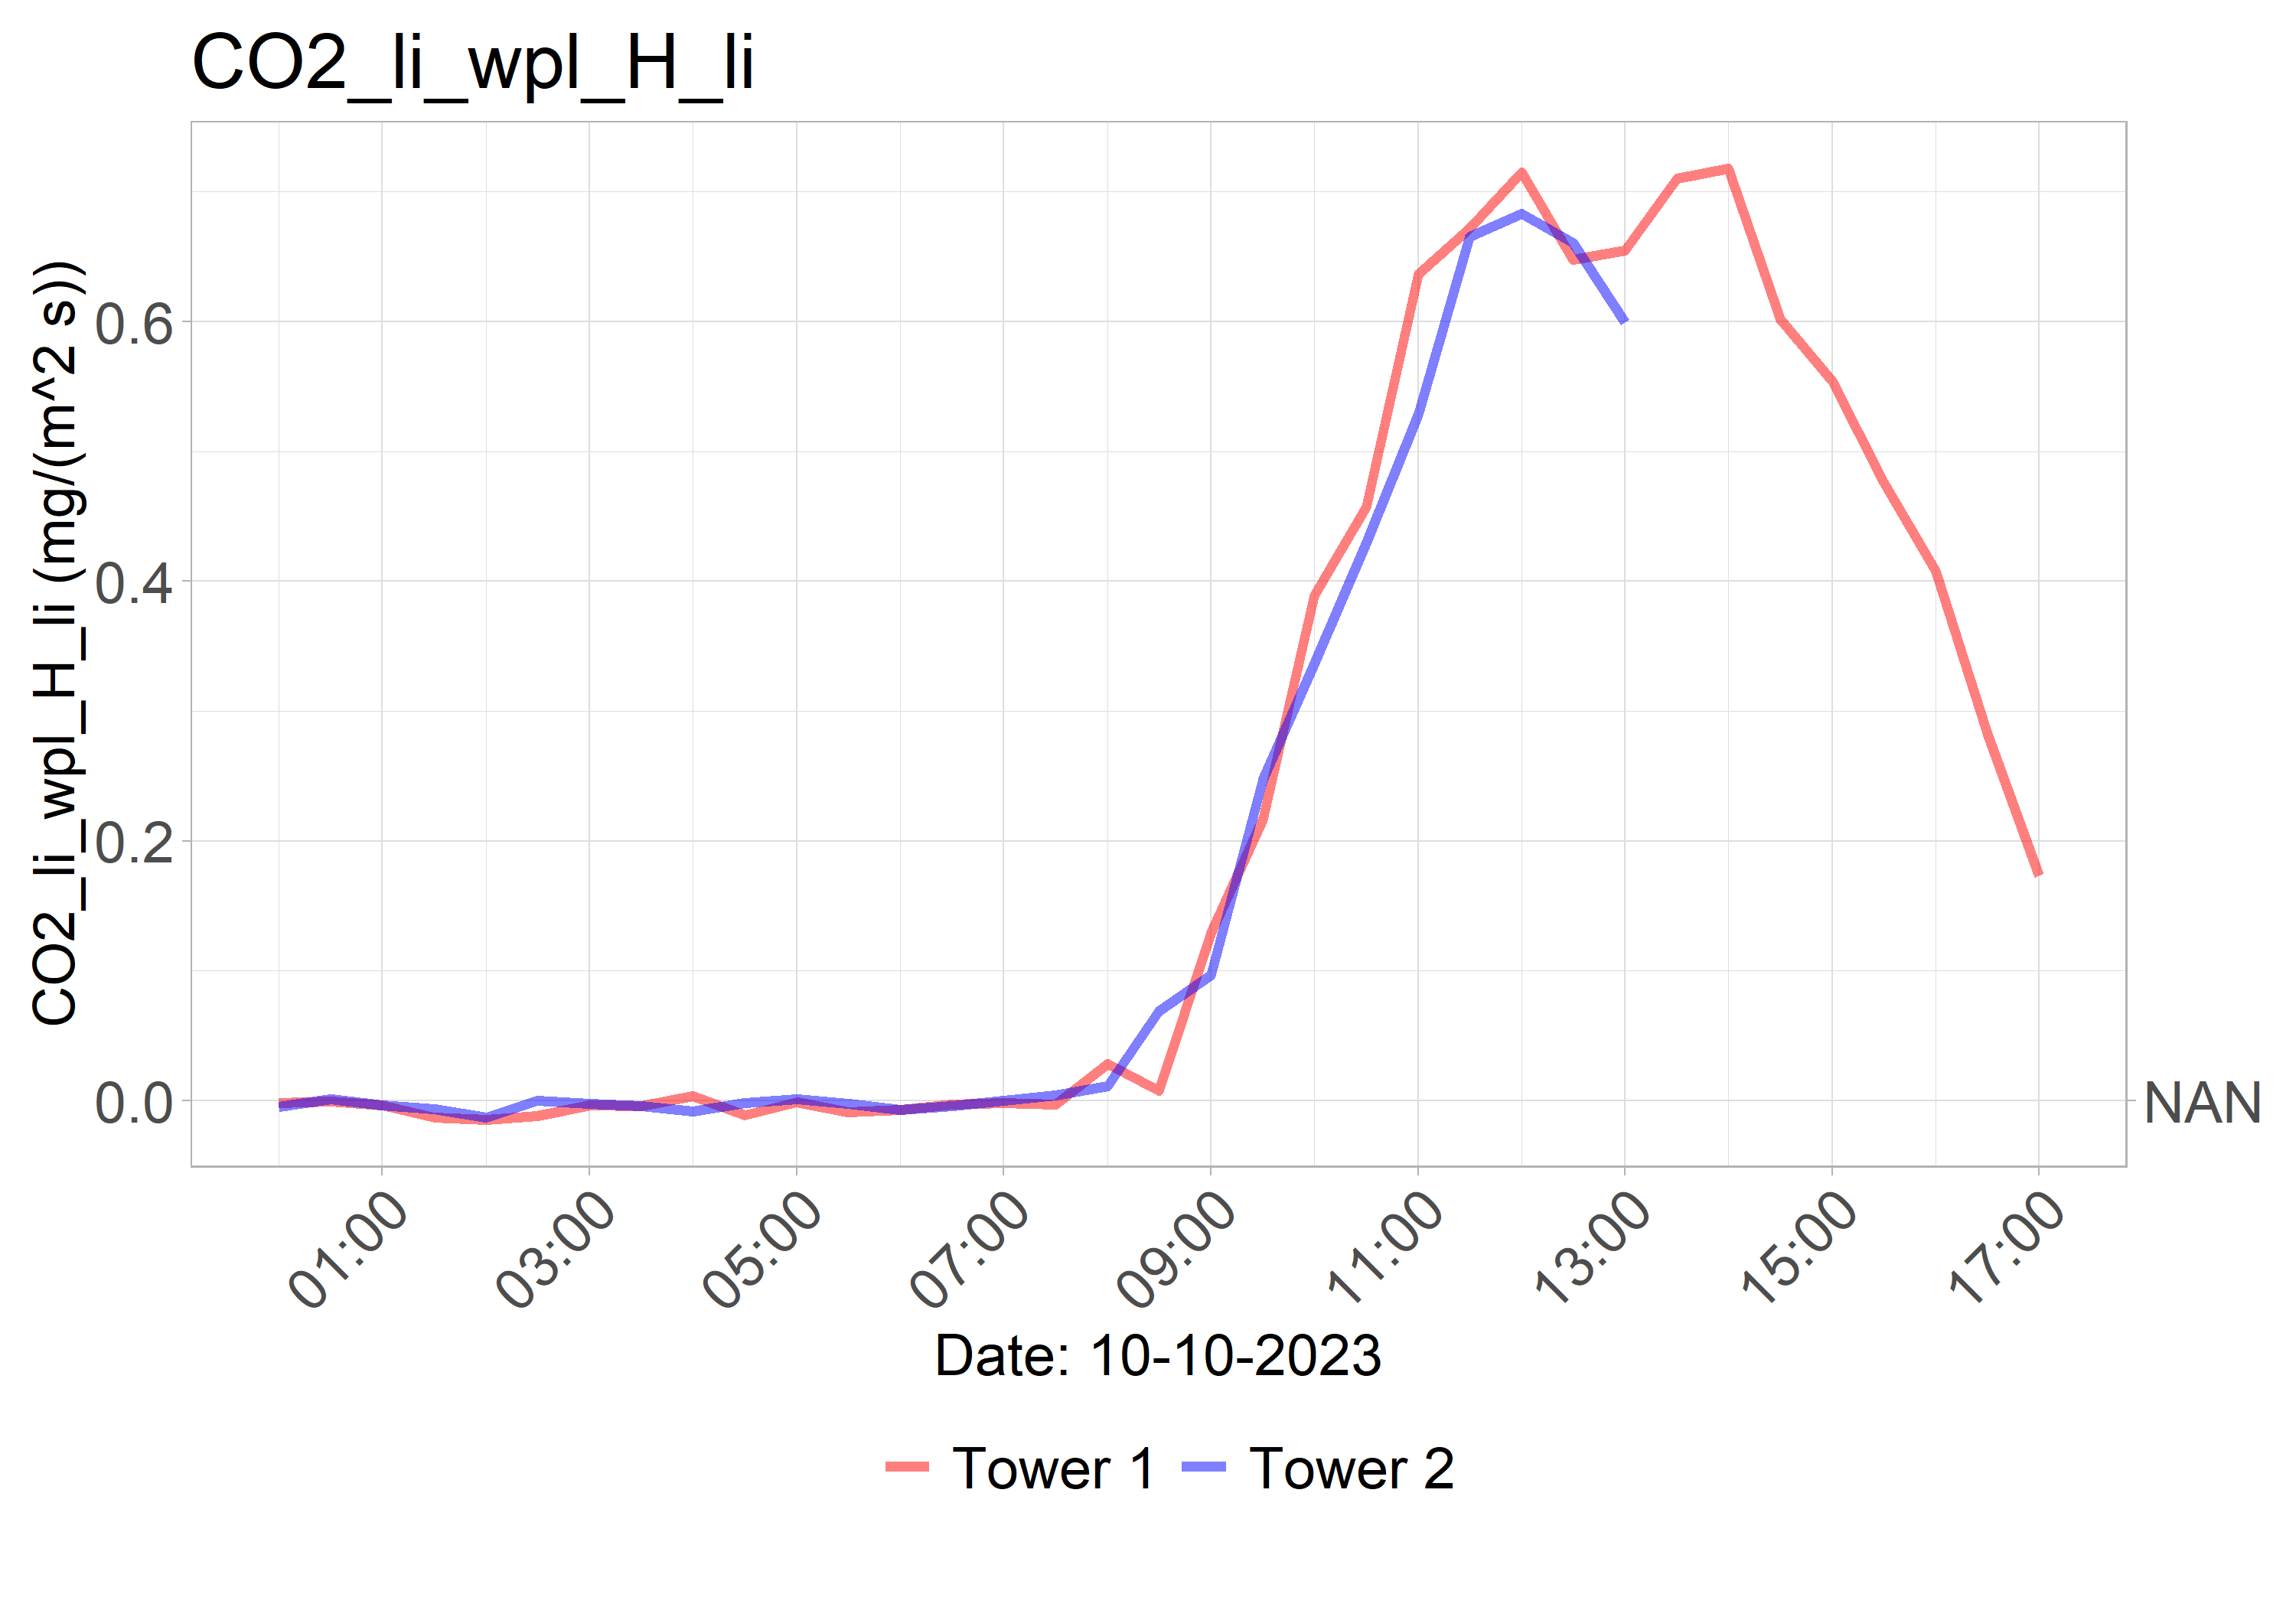 CO2_li_wpl_H_li
CO2_li_wpl_H_li (mg/(m^2 s))
0.6
0.4
0.2
0.0
NAN
01:00
03:00
05:00
07:00
09:00
11:00
13:00
15:00
17:00
Date: 10-10-2023
Tower 1
Tower 2